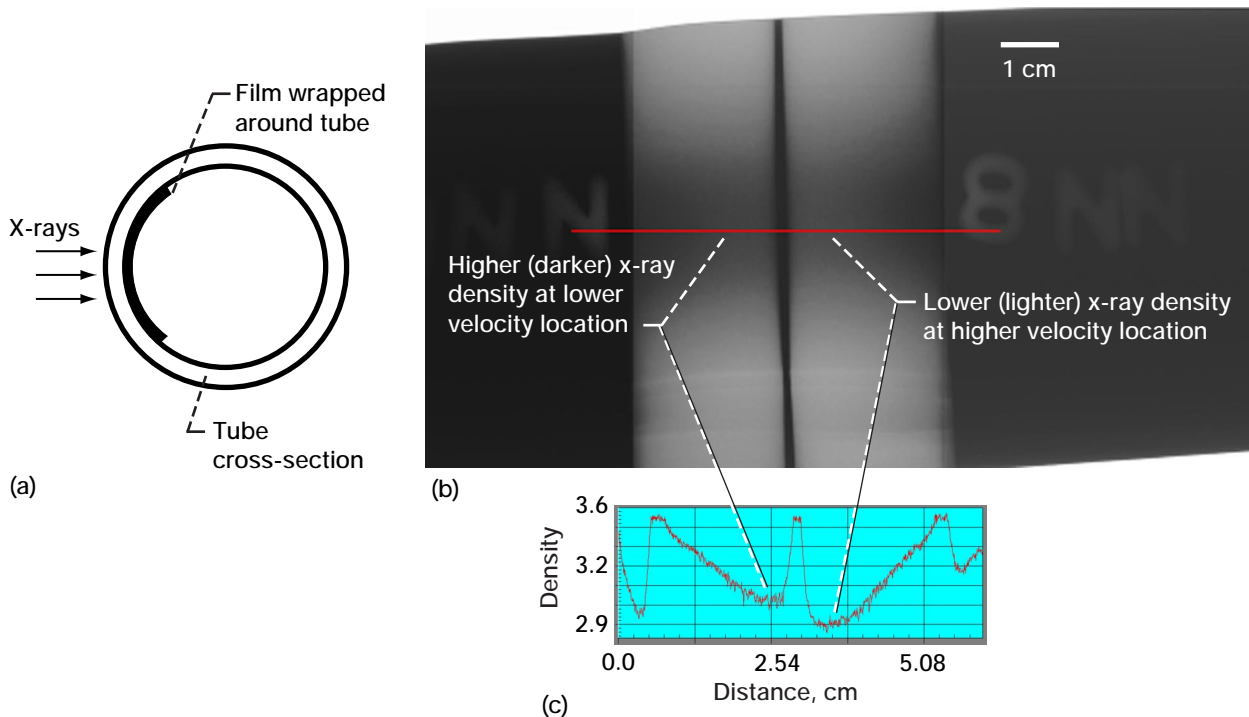 Film wrapped
around tube
X-rays
Tube
cross-section
(a)
1 cm
N N
8 NN
Higher (darker) x-ray
density at lower
velocity location
Lower (lighter) x-ray density
at higher velocity location
(b)
3.6
3.2
2.9
Density
0.0
2.54
5.08
Distance, cm
(c)